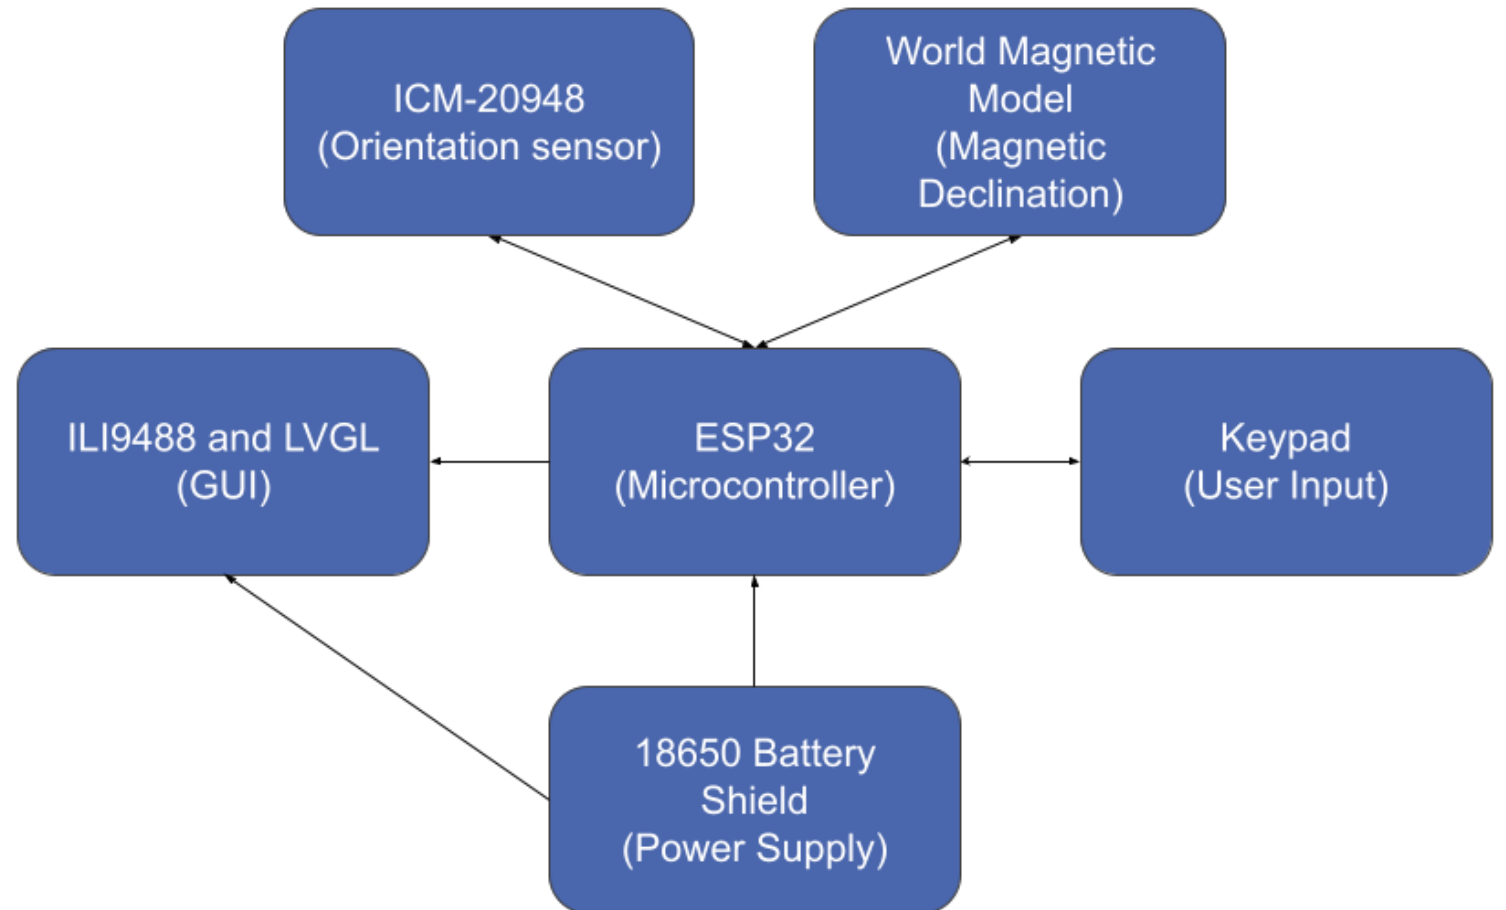 ICM-20948
(Orientation sensor)
World Magnetic
Model
(Magnetic
Declination)
ILI9488 and LVGL
(GUI)
ESP32
(Microcontroller)
Keypad
(User Input)
18650 Battery
Shield
(Power Supply)